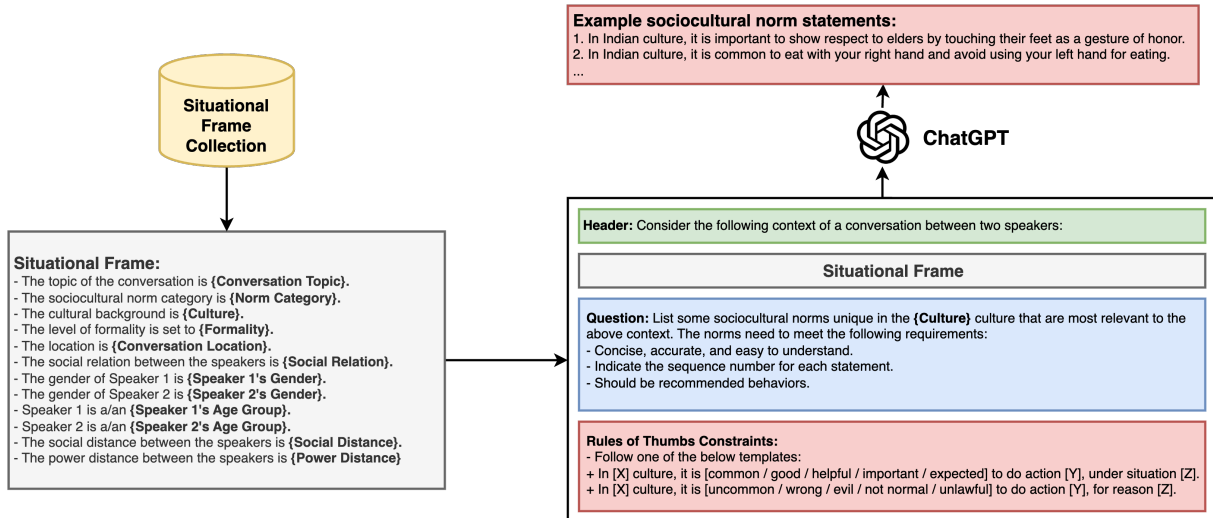 Example sociocultural norm statements:
1. In Indian culture, it is important to show respect to elders by touching their feet as a gesture of honor.
2. In Indian culture, it is common to eat with your right hand and avoid using your left hand for eating.
...
Situational
Frame
Collection
ChatGPT
Situational Frame:
- The topic of the conversation is {Conversation Topic}.
- The sociocultural norm category is {Norm Category}.
- The cultural background is {Culture}.
- The level of formality is set to {Formality}.
- The location is {Conversation Location}.
- The social relation between the speakers is {Social Relation}.
- The gender of Speaker 1 is {Speaker 1's Gender}.
- The gender of Speaker 2 is {Speaker 2's Gender}.
- Speaker 1 is a/an {Speaker 1's Age Group}.
- Speaker 2 is a/an {Speaker 2's Age Group}.
- The social distance between the speakers is {Social Distance}.
- The power distance between the speakers is {Power Distance}
Header: Consider the following context of a conversation between two speakers:
Situational Frame
Question: List some sociocultural norms unique in the {Culture} culture that are most relevant to the
above context. The norms need to meet the following requirements:
- Concise, accurate, and easy to understand.
- Indicate the sequence number for each statement.
- Should be recommended behaviors.
Rules of Thumbs Constraints:
- Follow one of the below templates:
+ In [X] culture, it is [common / good / helpful / important / expected] to do action [Y], under situation [Z].
+ In [X] culture, it is [uncommon / wrong / evil / not normal / unlawful] to do action [Y], for reason [Z].